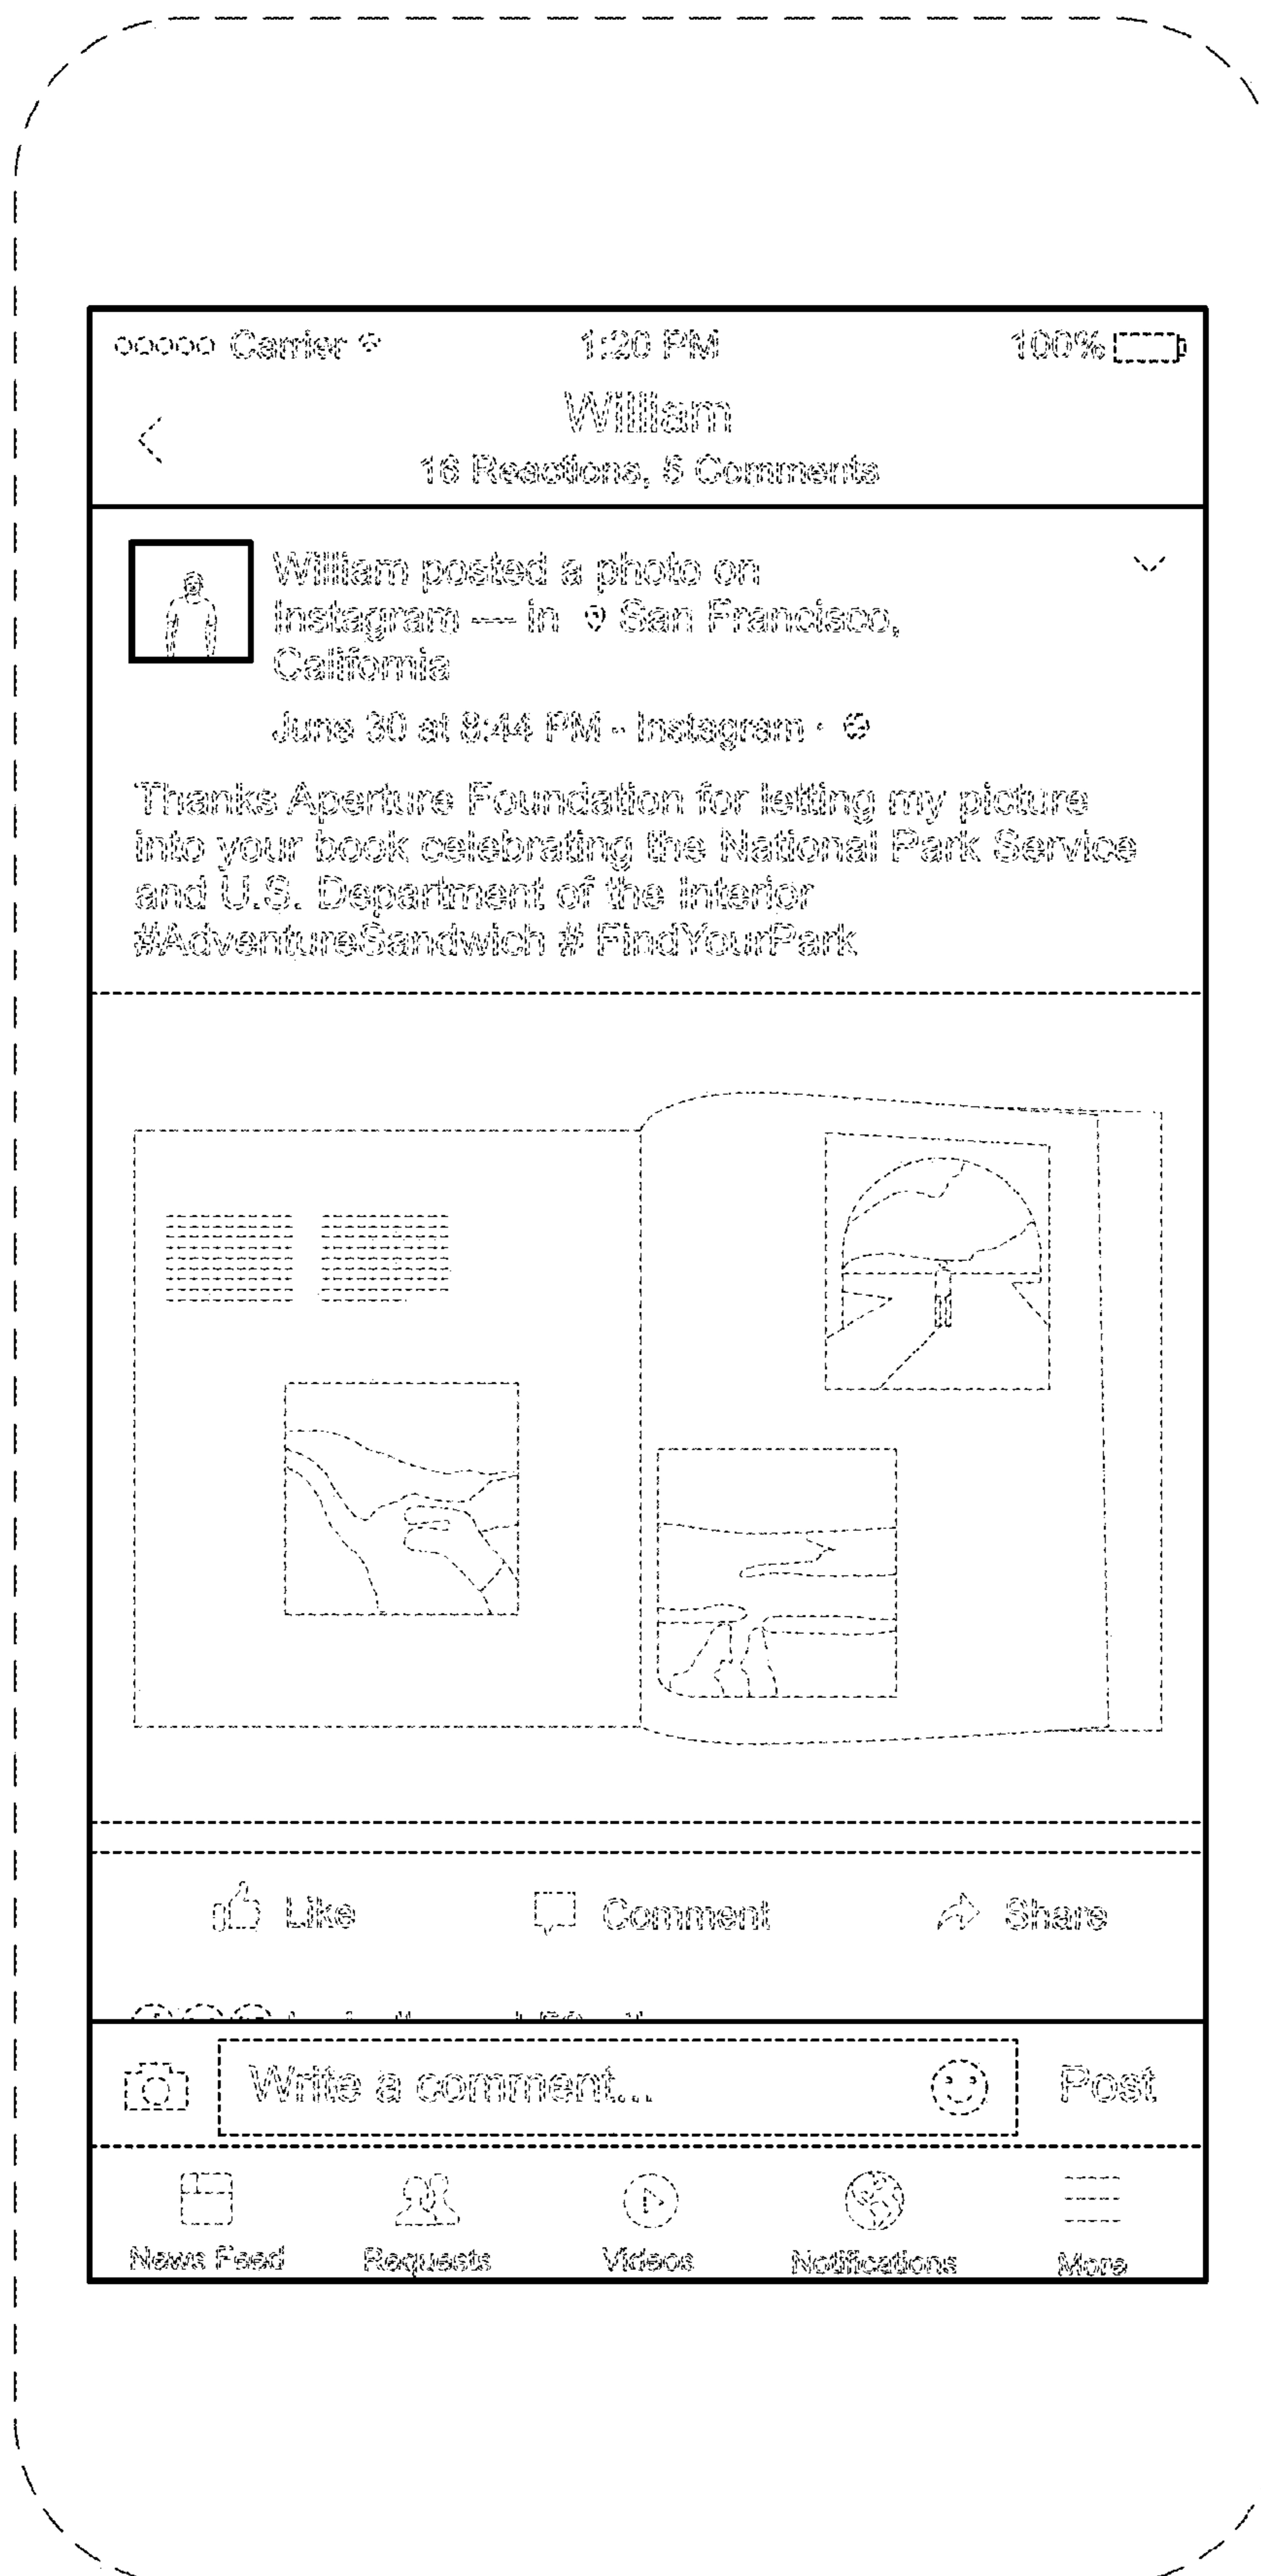 Carrier 1:20 PM 100%
William
16 Reactions, 5 Comments
William posted a photo on
Instagram — in San Francisco,
California
June 30 at 8:44 PM - Instagram ·
Thanks Aperture Foundation for letting my picture
into your book celebrating the National Park Service
and U.S. Department of the Interior
#AdventureSandwich # FindYourPark
Like Comment Share
Write a comment... Post
News Feed Requests Videos Notifications More